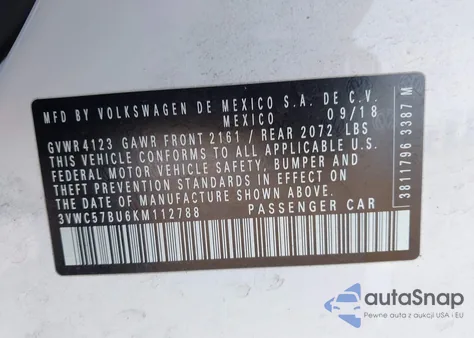 MFD BY VOLKSWAGEN DE MEXICO S.A. DE C.V.
MEXICO 09/18
GVWR4123 GAWR FRONT 2161 / REAR 2072 LBS
THIS VEHICLE CONFORMS TO ALL APPLICABLE U.S.
FEDERAL MOTOR VEHICLE SAFETY, BUMPER AND
THEFT PREVENTION STANDARDS IN EFFECT ON THE
DATE OF MANUFACTURE SHOWN ABOVE
3VWC57BU6KM112788 PASSENGER CAR
3811796 3387 M
autaSnap
Pewne auta z aukcji USA i EU